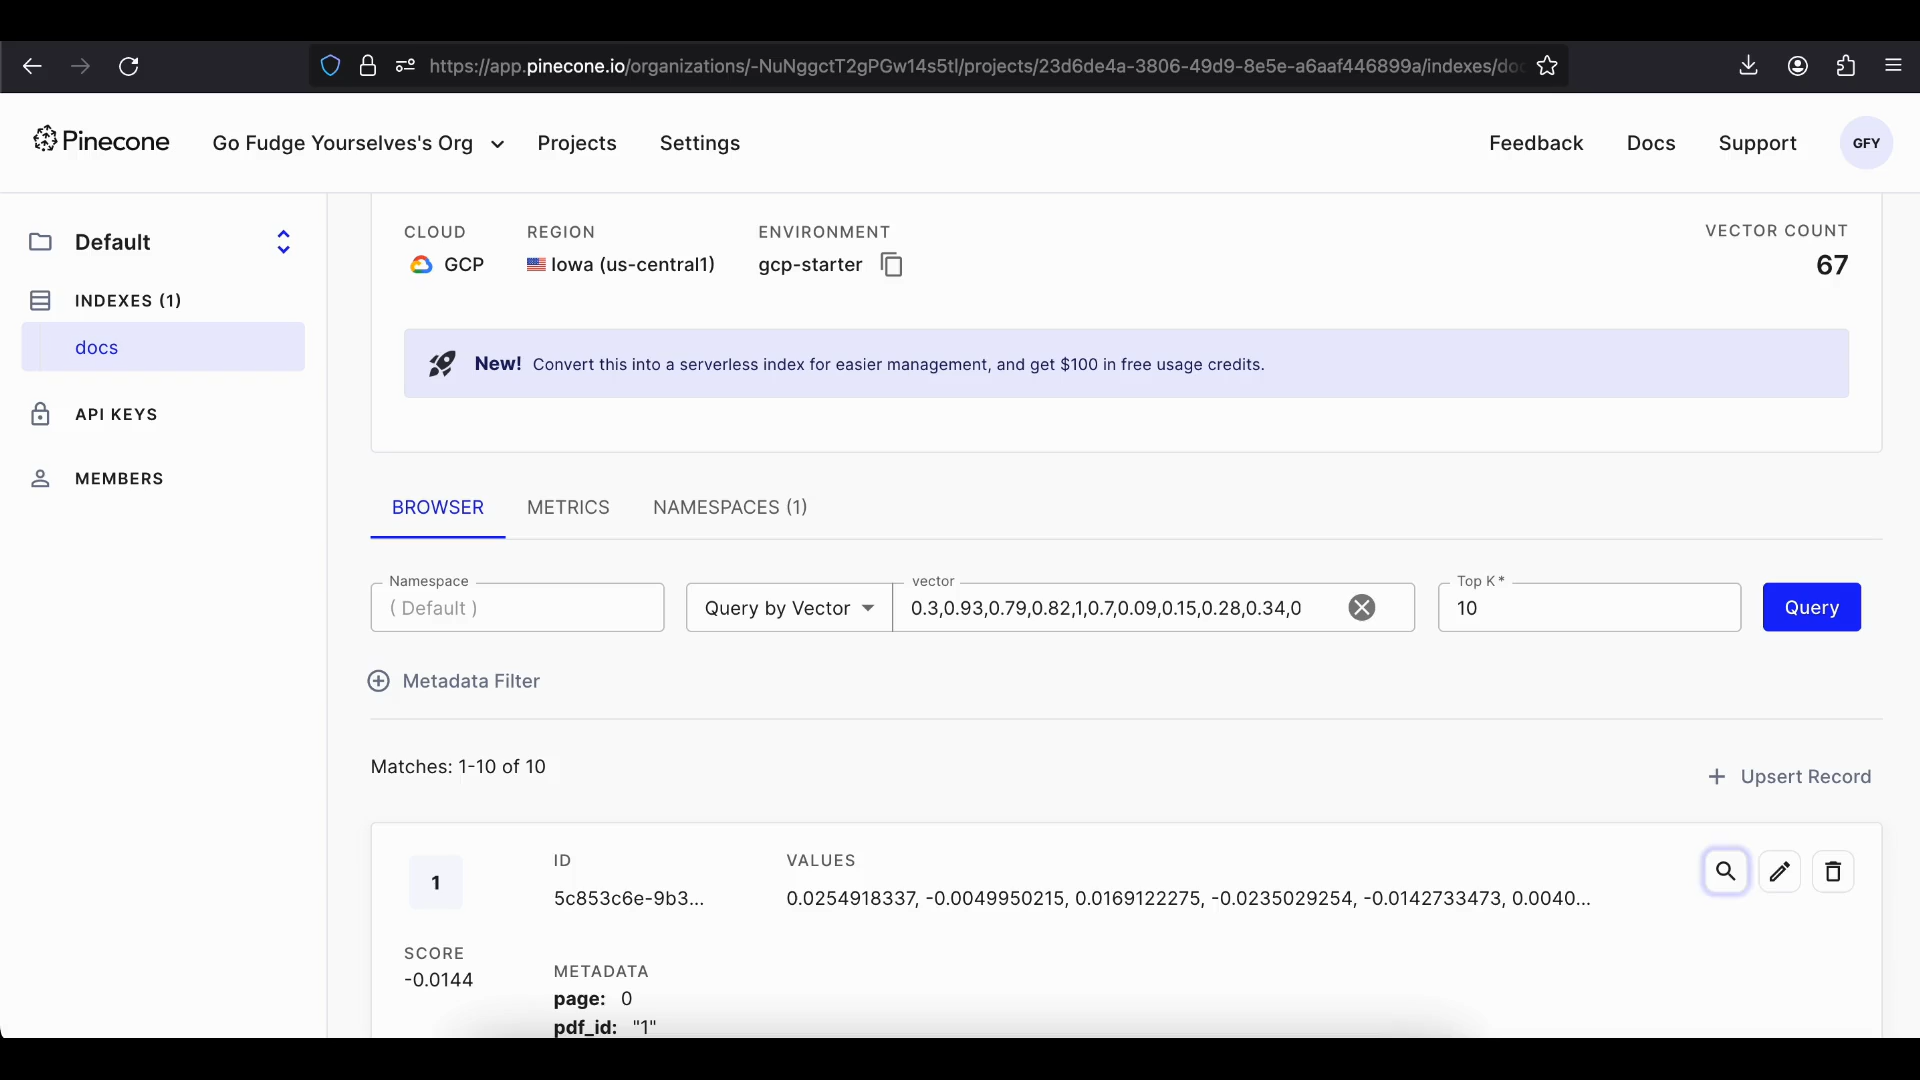 https://app.pinecone.io/organizations/-NuNggctT2gPGw14s5tl/projects/23d6de4a-3806-49d9-8e5e-a6aaf446899a/indexes/doc
Pinecone
Go Fudge Yourselves's Org
Projects
Settings
Feedback
Docs
Support
GFY
Default
INDEXES (1)
docs
API KEYS
MEMBERS
CLOUD
REGION
ENVIRONMENT
VECTOR COUNT
GCP
Iowa (us-central1)
gcp-starter
67
New! Convert this into a serverless index for easier management, and get $100 in free usage credits.
BROWSER
METRICS
NAMESPACES (1)
Namespace
( Default )
Query by Vector
vector
0.3,0.93,0.79,0.82,1,0.7,0.09,0.15,0.28,0.34,0
Top K*
10
Query
Metadata Filter
Matches: 1-10 of 10
+ Upsert Record
1
ID
5c853c6e-9b3...
VALUES
0.0254918337, -0.0049950215, 0.0169122275, -0.0235029254, -0.0142733473, 0.0040...
SCORE
-0.0144
METADATA
page: 0
pdf_id: "1"